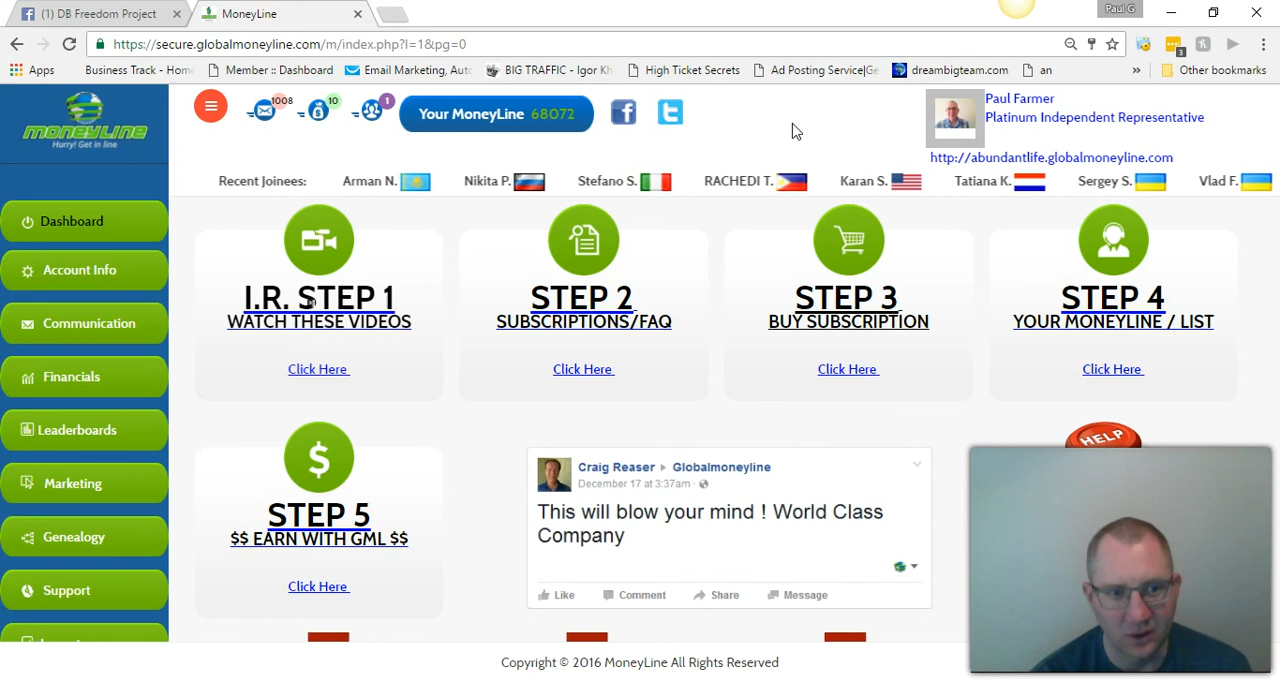 (1) DB Freedom Project
MoneyLine
Paul G
https://secure.globalmoneyline.com/m/index.php?l=1&pg=0
3
Apps
Business Track - Home
Member :: Dashboard
Email Marketing, Auto
BIG TRAFFIC - Igor Kh
High Ticket Secrets
Ad Posting Service|Ge
dreambigteam.com
an
»
Other bookmarks
MONEYLINE
Hurry! Get in line
1008
10
1
Your MoneyLine 68072
Paul Farmer
Platinum Independent Representative
http://abundantlife.globalmoneyline.com
Recent Joinees: Arman N. Nikita P. Stefano S. RACHEDI T. Karan S. Tatiana K. Sergey S. Vlad F.
Dashboard
Account Info
Communication
Financials
Leaderboards
Marketing
Genealogy
Support
I.R. STEP 1
WATCH THESE VIDEOS
Click Here
STEP 2
SUBSCRIPTIONS/FAQ
Click Here
STEP 3
BUY SUBSCRIPTION
Click Here
STEP 4
YOUR MONEYLINE / LIST
Click Here
$
STEP 5
$$ EARN WITH GML $$
Click Here
Craig Reaser Globalmoneyline
December 17 at 3:37am
This will blow your mind ! World Class
Company
Like Comment Share Message
HELP
Copyright © 2016 MoneyLine All Rights Reserved